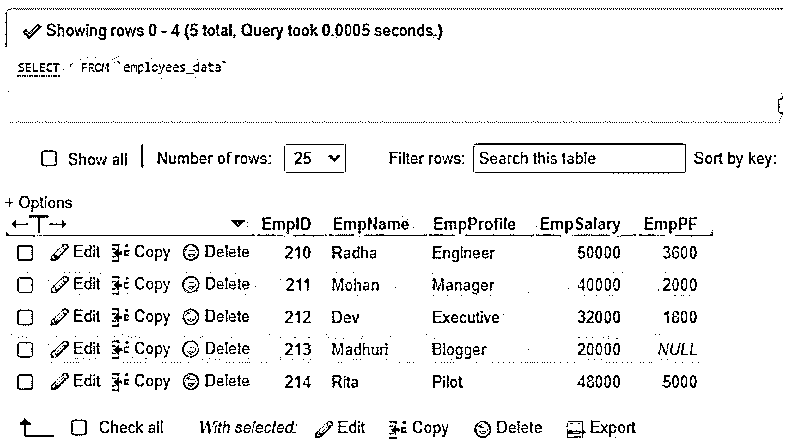 Showing rows 0 - 4 (5 total, Query took 0.0005 seconds.)
SELECT * FROM `employees_data`
Show all Number of rows: 25 Filter rows: Search this table Sort by key:
+ Options
←T→ EmpID EmpName EmpProfile EmpSalary EmpPF
Edit Copy Delete 210 Radha Engineer 50000 3600
Edit Copy Delete 211 Mohan Manager 40000 2000
Edit Copy Delete 212 Dev Executive 32000 1800
Edit Copy Delete 213 Madhuri Blogger 20000 NULL
Edit Copy Delete 214 Rita Pilot 48000 5000
Check all With selected: Edit Copy Delete Export